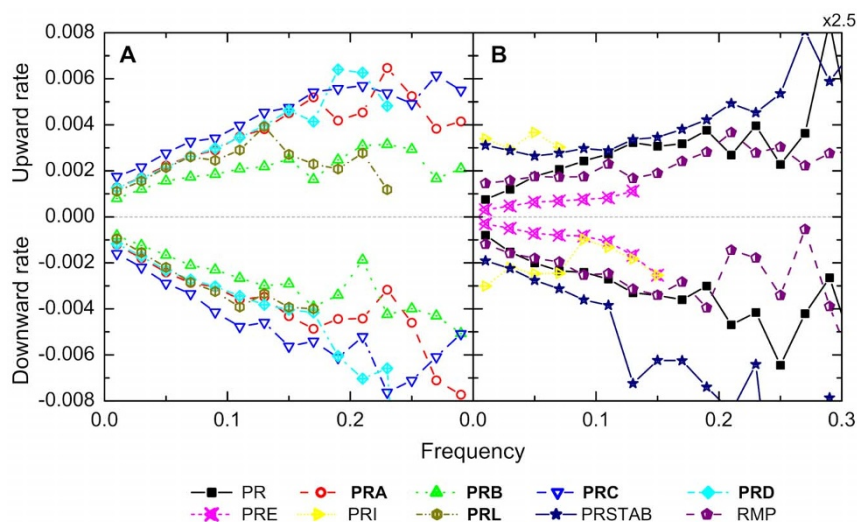 x2.5
0.008
A
B
0.006
0.004
0.002
0.000
-0.002
-0.004
-0.006
-0.008
Upward rate
Downward rate
0.0 0.1 0.2 0.0 0.1 0.2 0.3
Frequency
PR PRA PRB PRC PRD
PRE PRI PRL PRSTAB RMP